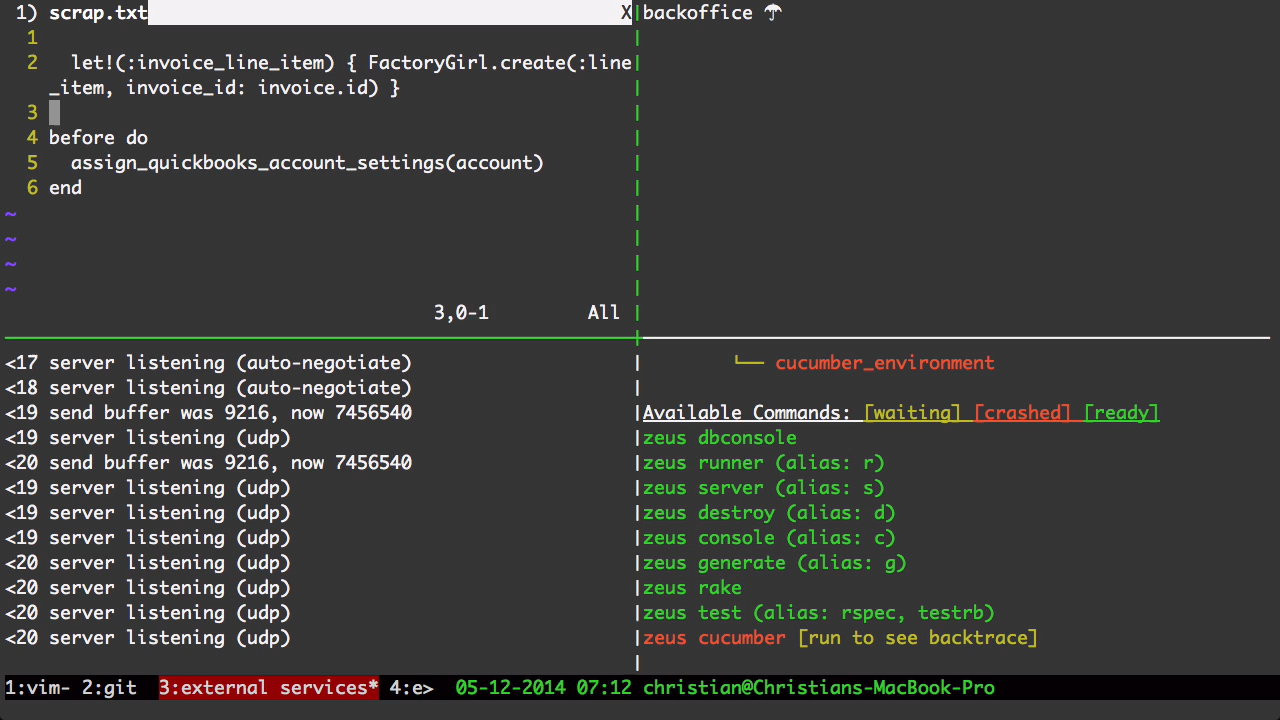 1) scrap.txt X
1
2   let!(:invoice_line_item) { FactoryGirl.create(:line
_item, invoice_id: invoice.id) }
3
4 before do
5   assign_quickbooks_account_settings(account)
6 end
~
~
~
~
3,0-1 All
backoffice ☂
<17 server listening (auto-negotiate)
<18 server listening (auto-negotiate)
<19 send buffer was 9216, now 7456540
<19 server listening (udp)
<20 send buffer was 9216, now 7456540
<19 server listening (udp)
<19 server listening (udp)
<19 server listening (udp)
<20 server listening (udp)
<20 server listening (udp)
<20 server listening (udp)
<20 server listening (udp)
└── cucumber_environment
Available Commands: [waiting] [crashed] [ready]
zeus dbconsole
zeus runner (alias: r)
zeus server (alias: s)
zeus destroy (alias: d)
zeus console (alias: c)
zeus generate (alias: g)
zeus rake
zeus test (alias: rspec, testrb)
zeus cucumber [run to see backtrace]
1:vim- 2:git 3:external services* 4:e> 05-12-2014 07:12 christian@Christians-MacBook-Pro